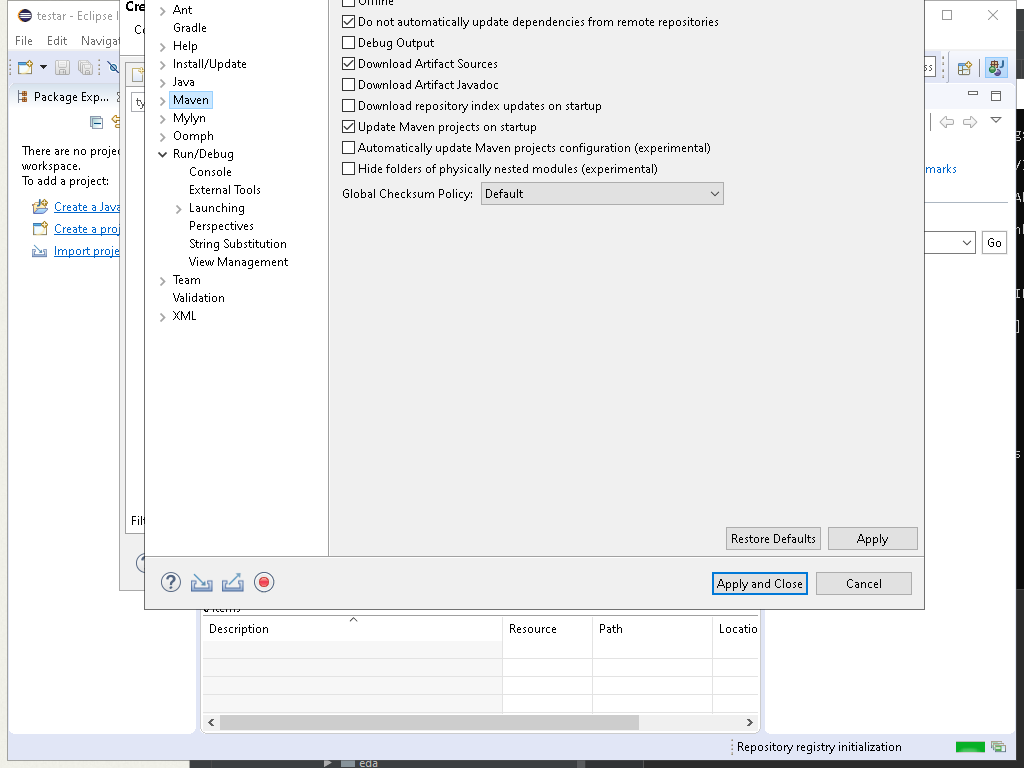 testar - Eclipse I
File Edit Navigat
Package Exp...
There are no proje
workspace.
To add a project:
Create a Java
Create a proj
Import proje
Cre
Ant
Gradle
Help
Install/Update
Java
Maven
Mylyn
Oomph
Run/Debug
Console
External Tools
Launching
Perspectives
String Substitution
View Management
Team
Validation
XML
Offline
Do not automatically update dependencies from remote repositories
Debug Output
Download Artifact Sources
Download Artifact Javadoc
Download repository index updates on startup
Update Maven projects on startup
Automatically update Maven projects configuration (experimental)
Hide folders of physically nested modules (experimental)
Global Checksum Policy: Default
Restore Defaults Apply
Apply and Close Cancel
ss
marks
Go
ty
Filt
0 items
Description Resource Path Locatio
Repository registry initialization
eda